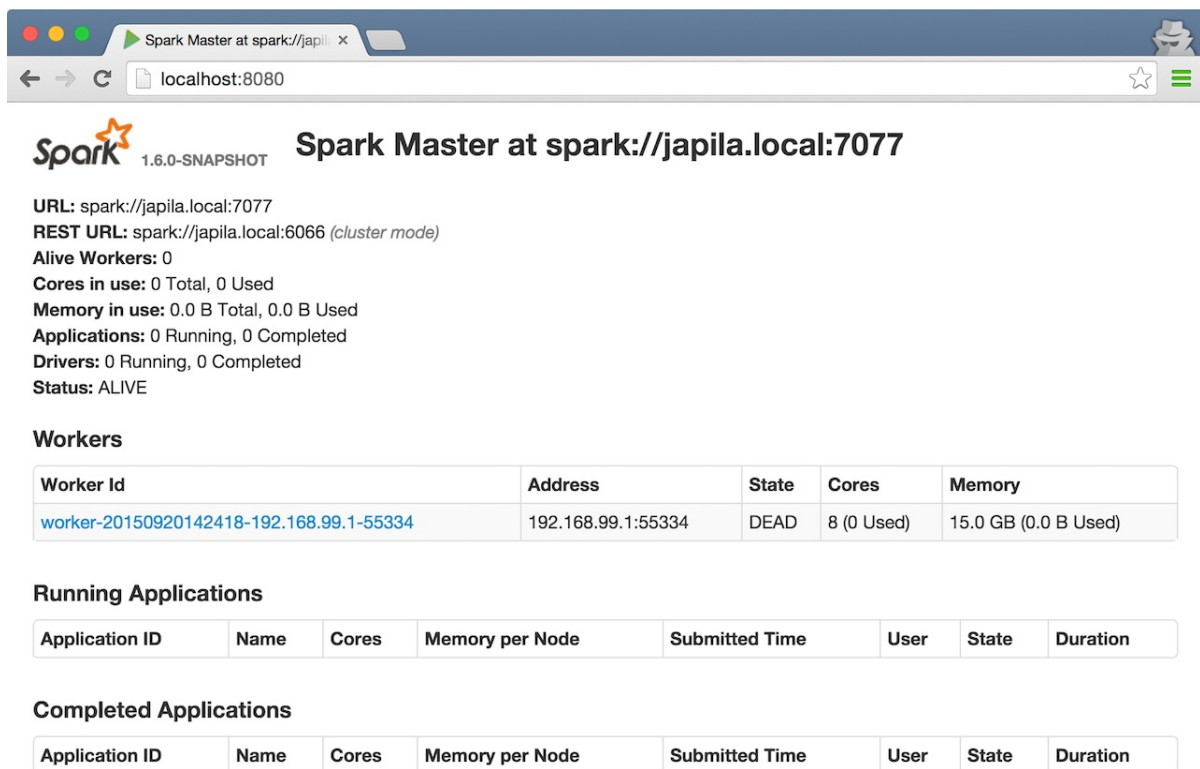 Spark Master at spark://japil
localhost:8080
Spark 1.6.0-SNAPSHOT Spark Master at spark://japila.local:7077
URL: spark://japila.local:7077
REST URL: spark://japila.local:6066 (cluster mode)
Alive Workers: 0
Cores in use: 0 Total, 0 Used
Memory in use: 0.0 B Total, 0.0 B Used
Applications: 0 Running, 0 Completed
Drivers: 0 Running, 0 Completed
Status: ALIVE
Workers
Worker Id Address State Cores Memory
worker-20150920142418-192.168.99.1-55334 192.168.99.1:55334 DEAD 8 (0 Used) 15.0 GB (0.0 B Used)
Running Applications
Application ID Name Cores Memory per Node Submitted Time User State Duration
Completed Applications
Application ID Name Cores Memory per Node Submitted Time User State Duration